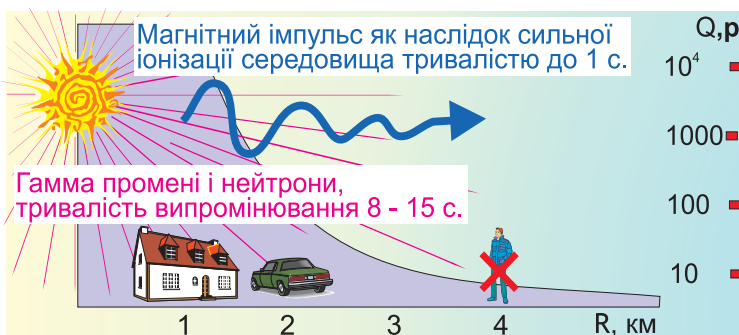 Магнітний імпульс як наслідок сильної
іонізації середовища тривалістю до 1 с.
Q,р
10⁴
1000
Гамма промені і нейтрони,
тривалість випромінювання 8 - 15 с.
100
10
1 2 3 4 R, км